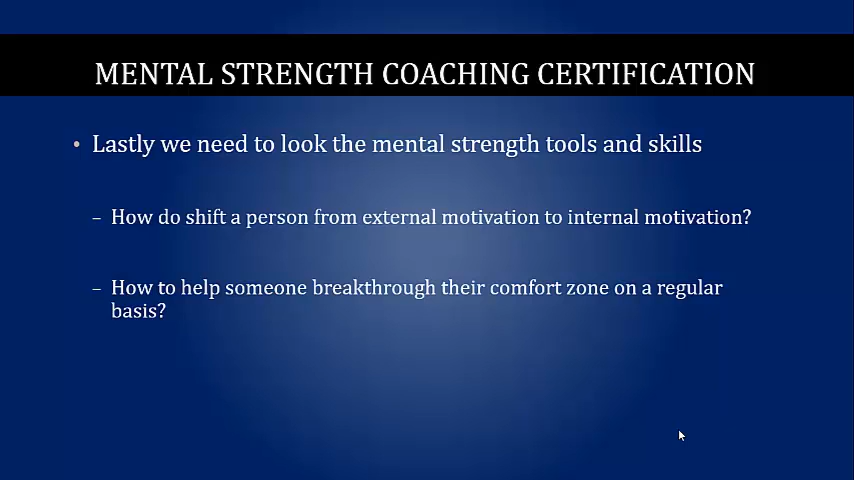 MENTAL STRENGTH COACHING CERTIFICATION
• Lastly we need to look the mental strength tools and skills
– How do shift a person from external motivation to internal motivation?
– How to help someone breakthrough their comfort zone on a regular
basis?